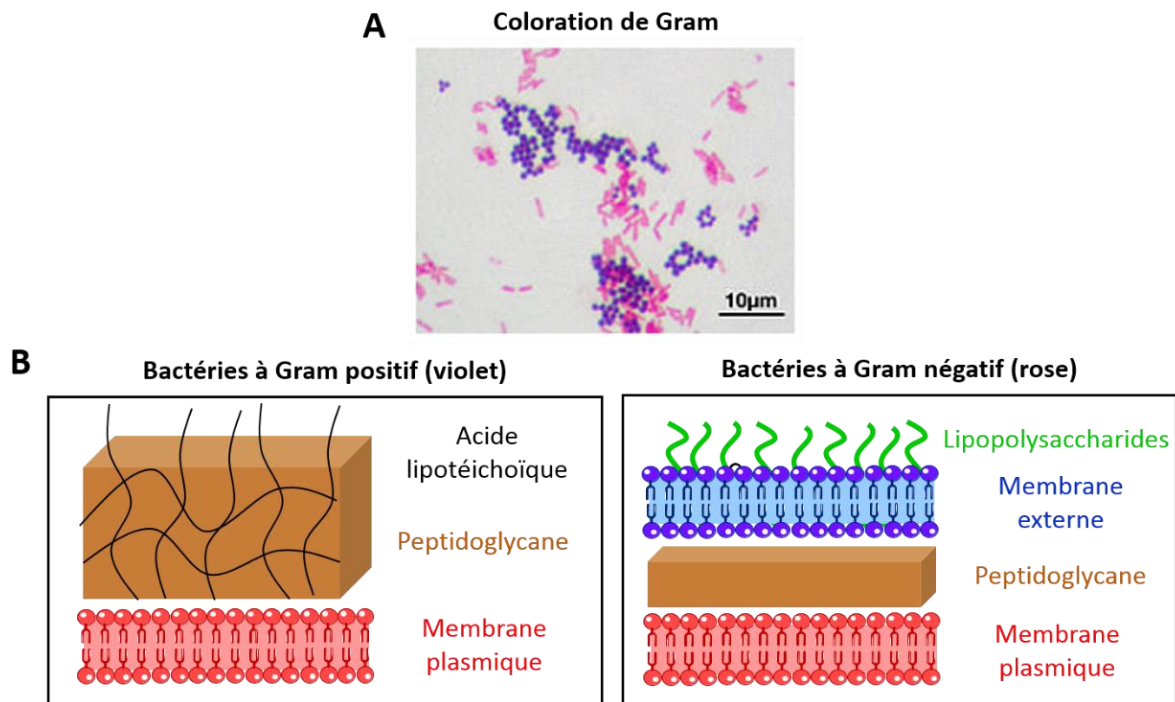 A
Coloration de Gram
10µm
B
Bactéries à Gram positif (violet)
Acide
lipotéichoïque
Peptidoglycane
Membrane
plasmique
Bactéries à Gram négatif (rose)
Lipopolysaccharides
Membrane
externe
Peptidoglycane
Membrane
plasmique